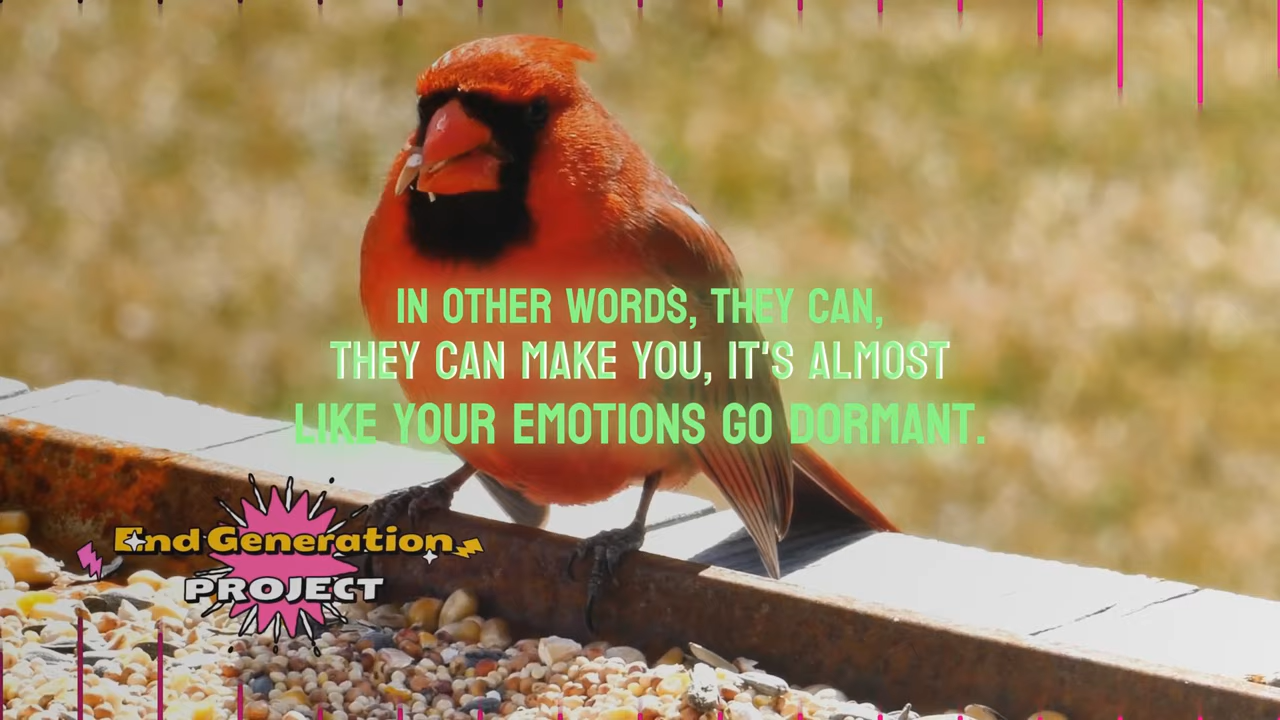 IN OTHER WORDS, THEY CAN,
THEY CAN MAKE YOU, IT'S ALMOST
LIKE YOUR EMOTIONS GO DORMANT.
End Generation
PROJECT